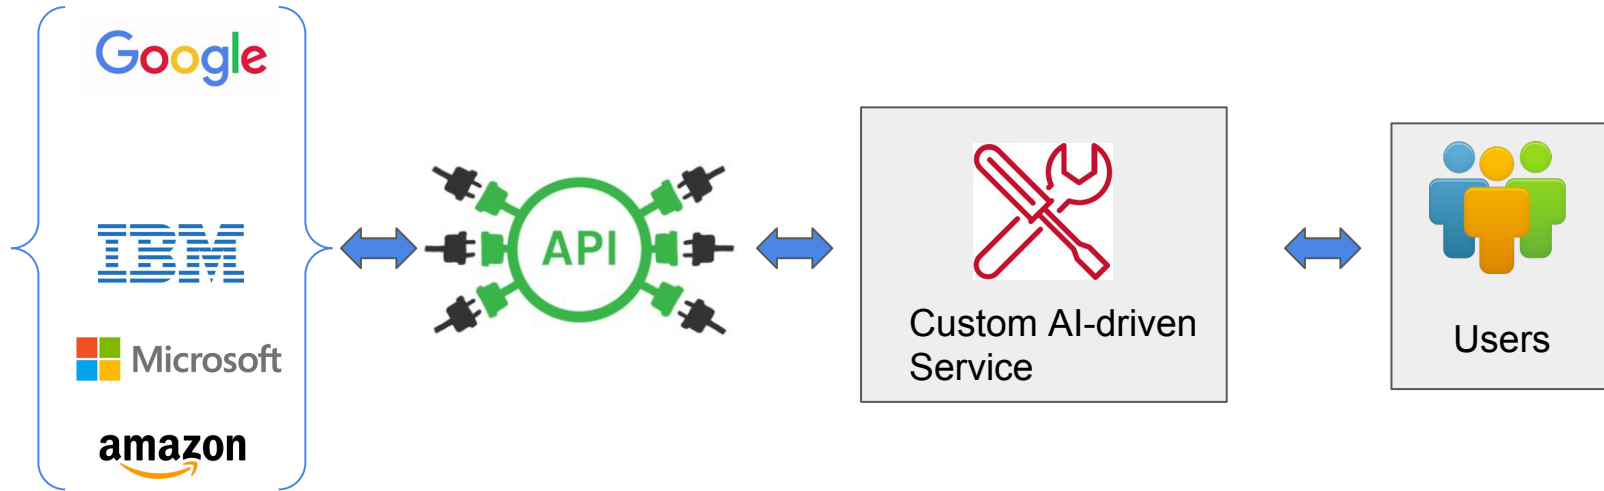 Google
IBM
Microsoft
amazon
API
Custom AI-driven
Service
Users